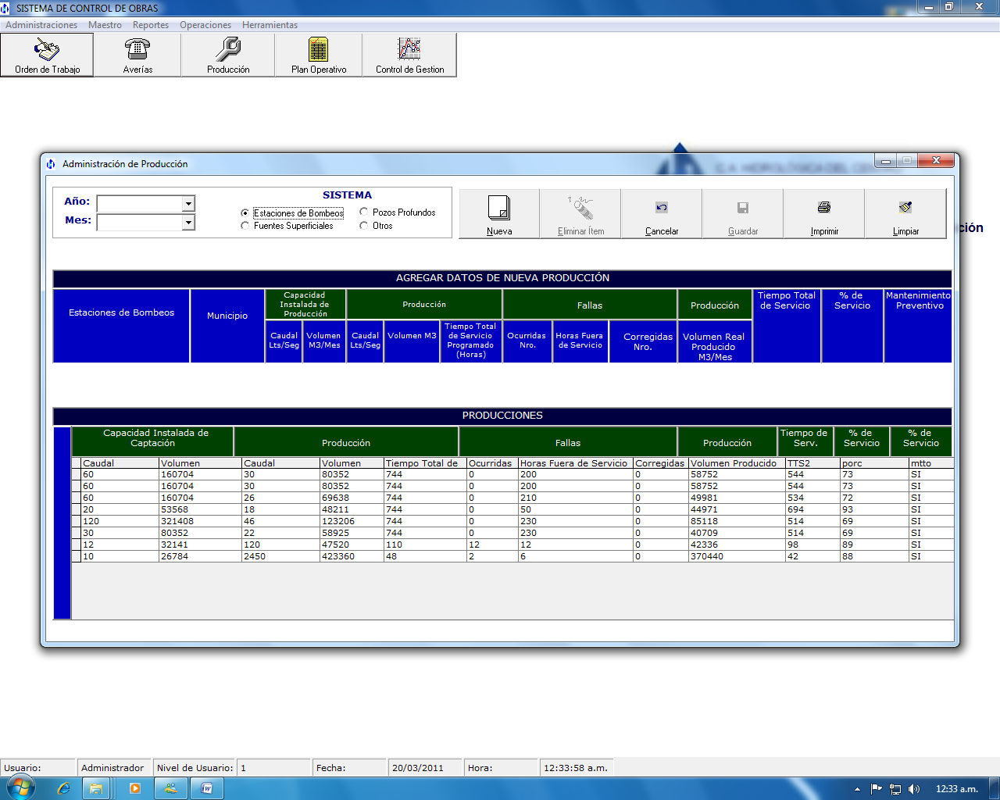 SISTEMA DE CONTROL DE OBRAS
Administraciones Maestro Reportes Operaciones Herramientas
Orden de Trabajo Averías Producción Plan Operativo Control de Gestion
C.A. HIDROLÓGICA DEL CENTRO
Administración de Producción
ción
Año:
Mes:
SISTEMA
Estaciones de Bombeos Pozos Profundos
Fuentes Superficiales Otros
Nueva Eliminar Ítem Cancelar Guardar Imprimir Limpiar
AGREGAR DATOS DE NUEVA PRODUCCIÓN
Estaciones de Bombeos
Municipio
Capacidad
Instalada de
Producción
Producción
Fallas
Producción
Tiempo Total
de Servicio
% de
Servicio
Mantenimiento
Preventivo
Caudal
Lts/Seg
Volumen
M3/Mes
Caudal
Lts/Seg
Volumen M3
Tiempo Total
de Servicio
Programado
(Horas)
Ocurridas
Nro.
Horas Fuera
de Servicio
Corregidas
Nro.
Volumen Real
Producido
M3/Mes
PRODUCCIONES
Capacidad Instalada de
Captación
Producción
Fallas
Producción
Tiempo de
Serv.
% de
Servicio
% de
Servicio
Caudal Volumen Caudal Volumen Tiempo Total de Ocurridas Horas Fuera de Servicio Corregidas Volumen Producido TTS2 porc mtto
60 160704 30 80352 744 0 200 0 58752 544 73 SI
60 160704 30 80352 744 0 200 0 58752 544 73 SI
60 160704 26 69638 744 0 210 0 49981 534 72 SI
20 53568 18 48211 744 0 50 0 44971 694 93 SI
120 321408 46 123206 744 0 230 0 85118 514 69 SI
30 80352 22 58925 744 0 230 0 40709 514 69 SI
12 32141 120 47520 110 12 12 0 42336 98 89 SI
10 26784 2450 423360 48 2 6 0 370440 42 88 SI
Usuario: Administrador Nivel de Usuario: 1 Fecha: 20/03/2011 Hora: 12:33:58 a.m.
12:33 a.m.